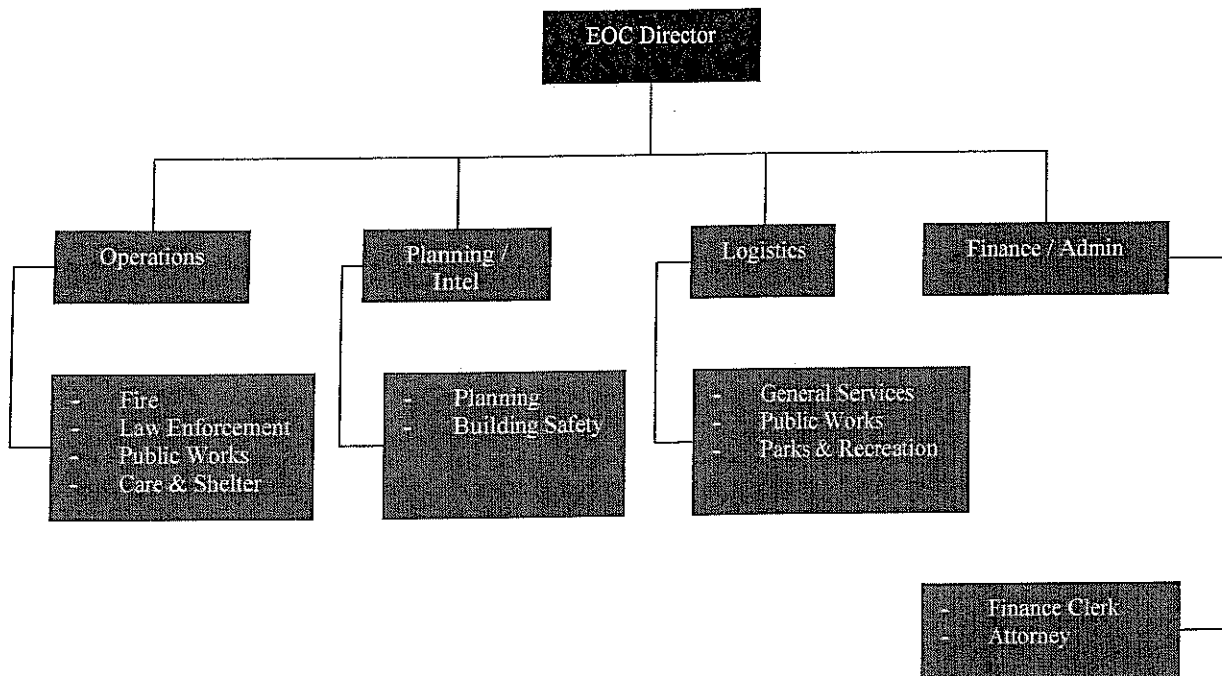 EOC Director
Operations
Planning /
Intel
Logistics
Finance / Admin
- Fire
- Law Enforcement
- Public Works
- Care & Shelter
- Planning
- Building Safety
- General Services
- Public Works
- Parks & Recreation
- Finance Clerk
- Attorney